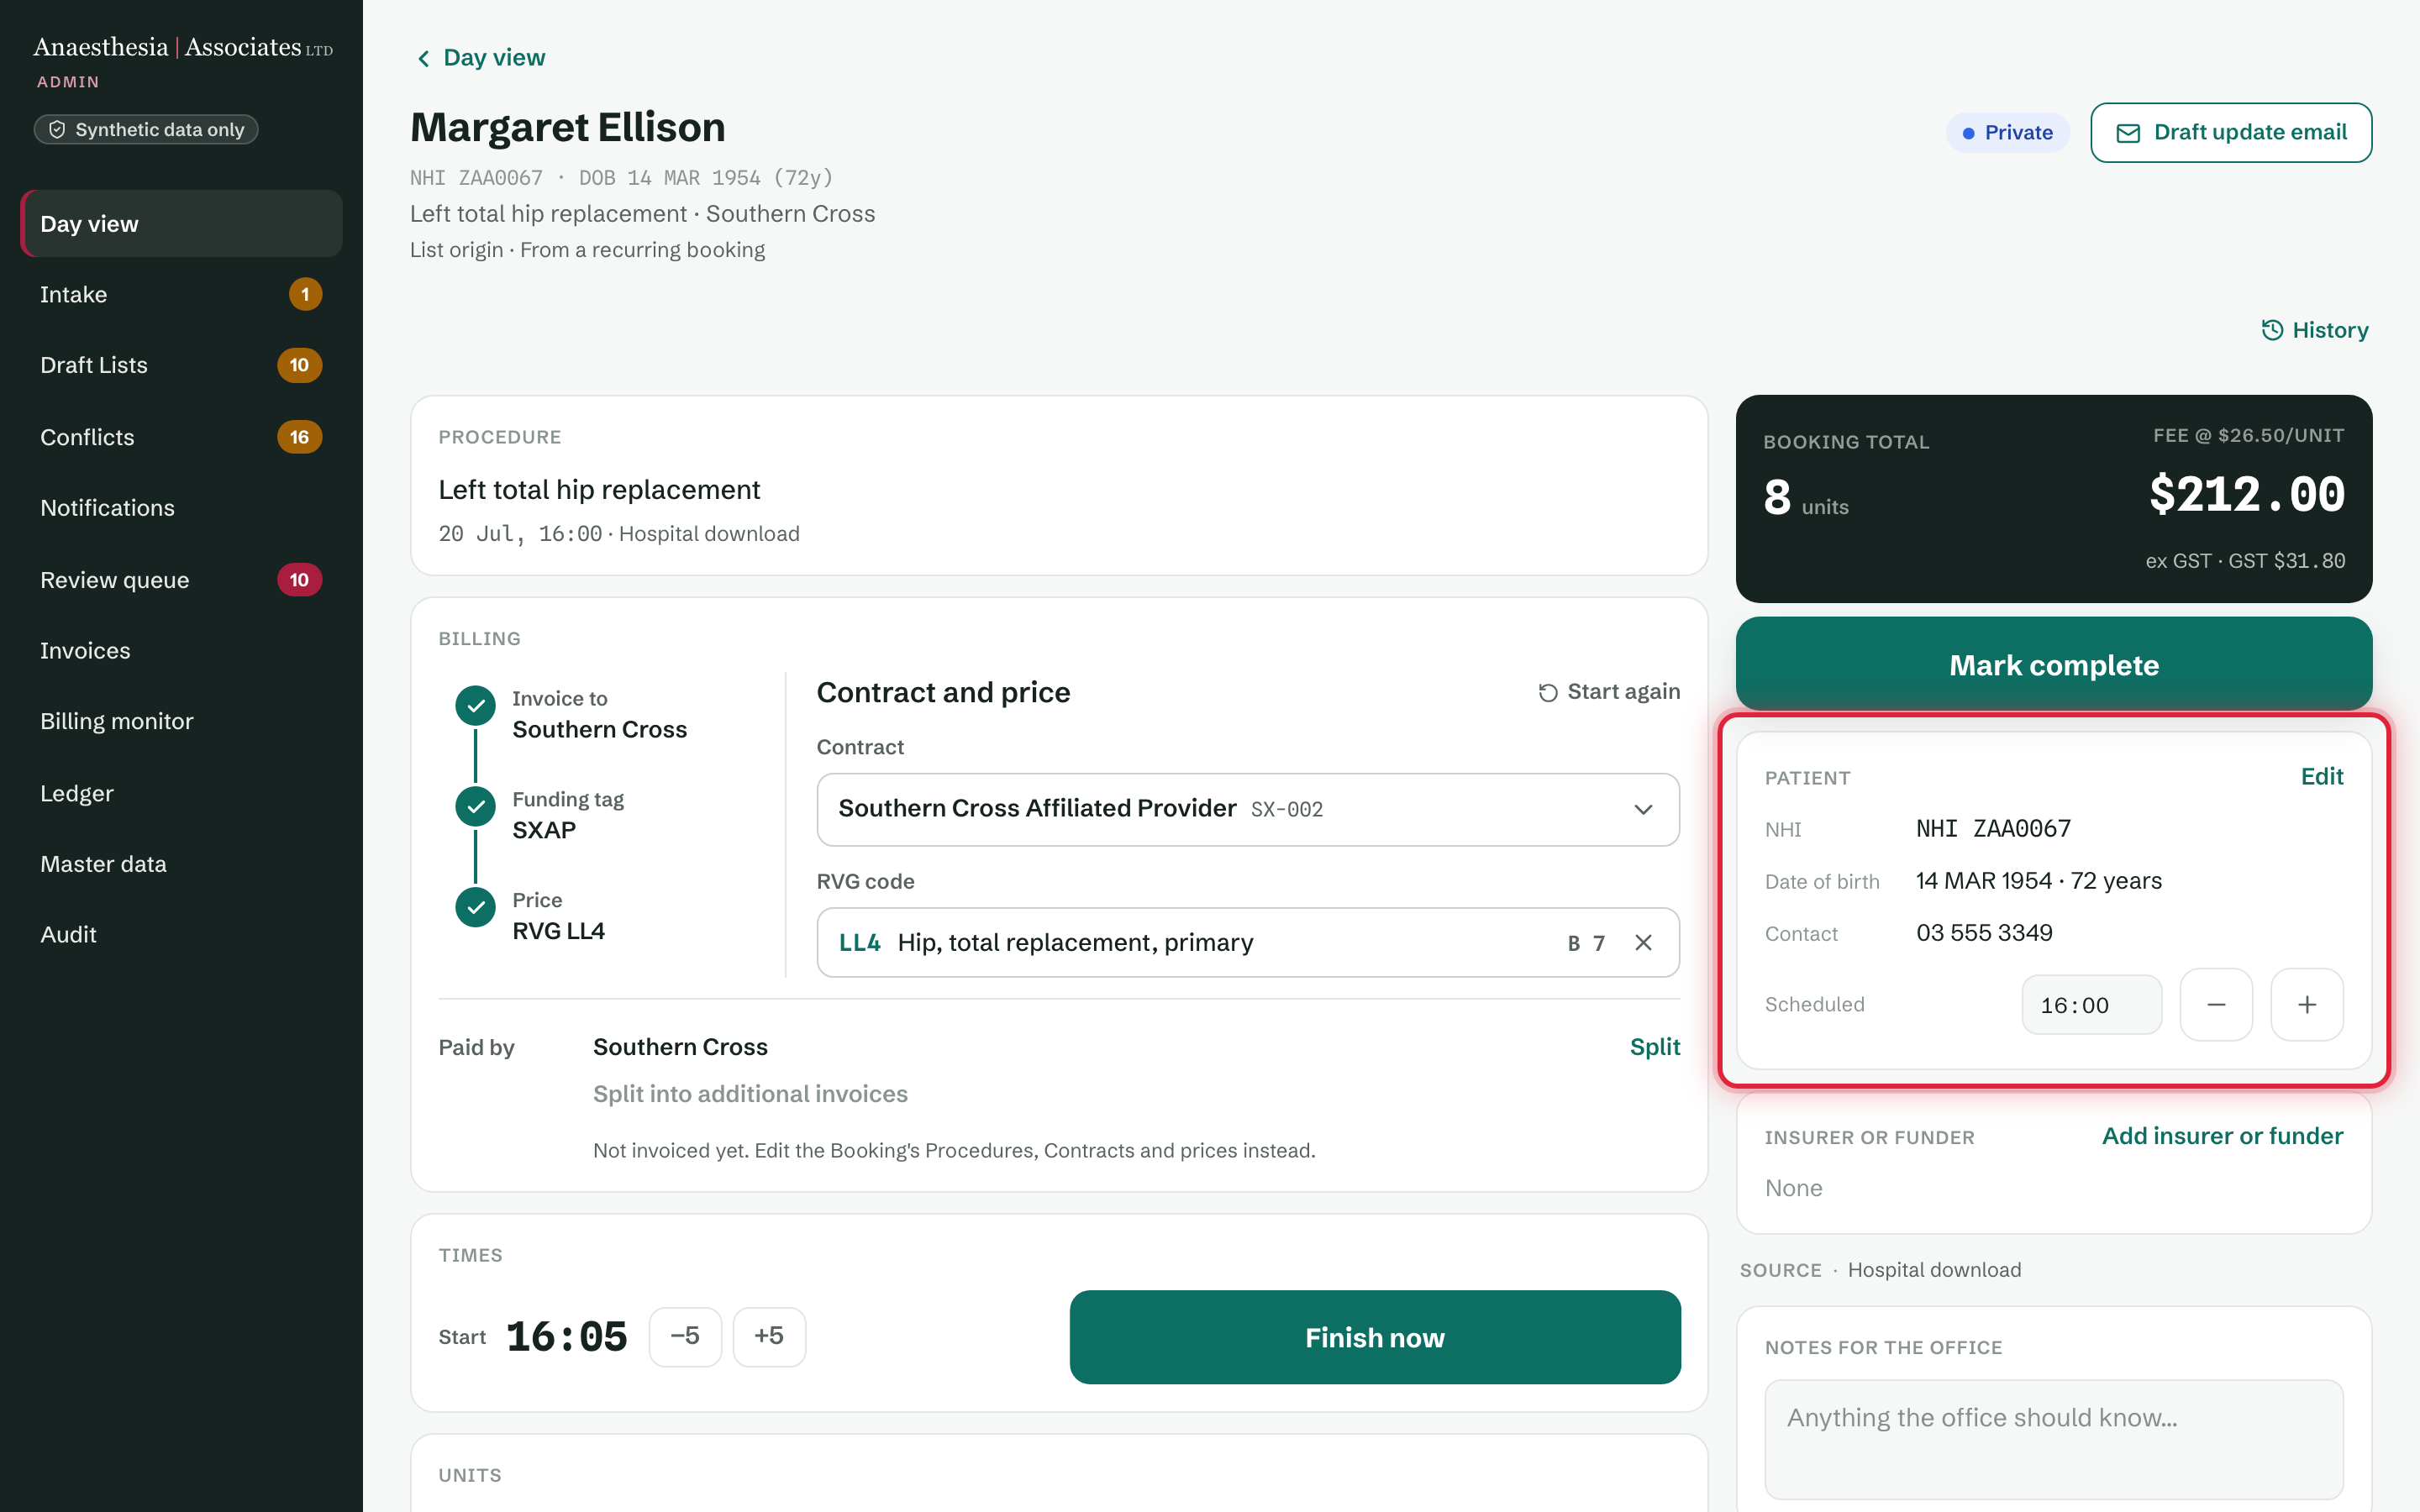 Anaesthesia | Associates LTD
ADMIN
Synthetic data only
Day view
Intake 1
Draft Lists 10
Conflicts 16
Notifications
Review queue 10
Invoices
Billing monitor
Ledger
Master data
Audit
Day view
Margaret Ellison
NHI ZAA0067 · DOB 14 MAR 1954 (72y)
Left total hip replacement · Southern Cross
List origin · From a recurring booking
Private
Draft update email
History
PROCEDURE
Left total hip replacement
20 Jul, 16:00 · Hospital download
BILLING
Invoice to
Southern Cross
Funding tag
SXAP
Price
RVG LL4
Contract and price
Start again
Contract
Southern Cross Affiliated Provider SX-002
RVG code
LL4 Hip, total replacement, primary B 7
Paid by Southern Cross Split
Split into additional invoices
Not invoiced yet. Edit the Booking's Procedures, Contracts and prices instead.
TIMES
Start 16:05 −5 +5
Finish now
UNITS
BOOKING TOTAL
FEE @ $26.50/UNIT
8 units
$212.00
ex GST · GST $31.80
Mark complete
PATIENT Edit
NHI NHI ZAA0067
Date of birth 14 MAR 1954 · 72 years
Contact 03 555 3349
Scheduled 16:00 − +
INSURER OR FUNDER Add insurer or funder
None
SOURCE · Hospital download
NOTES FOR THE OFFICE
Anything the office should know...